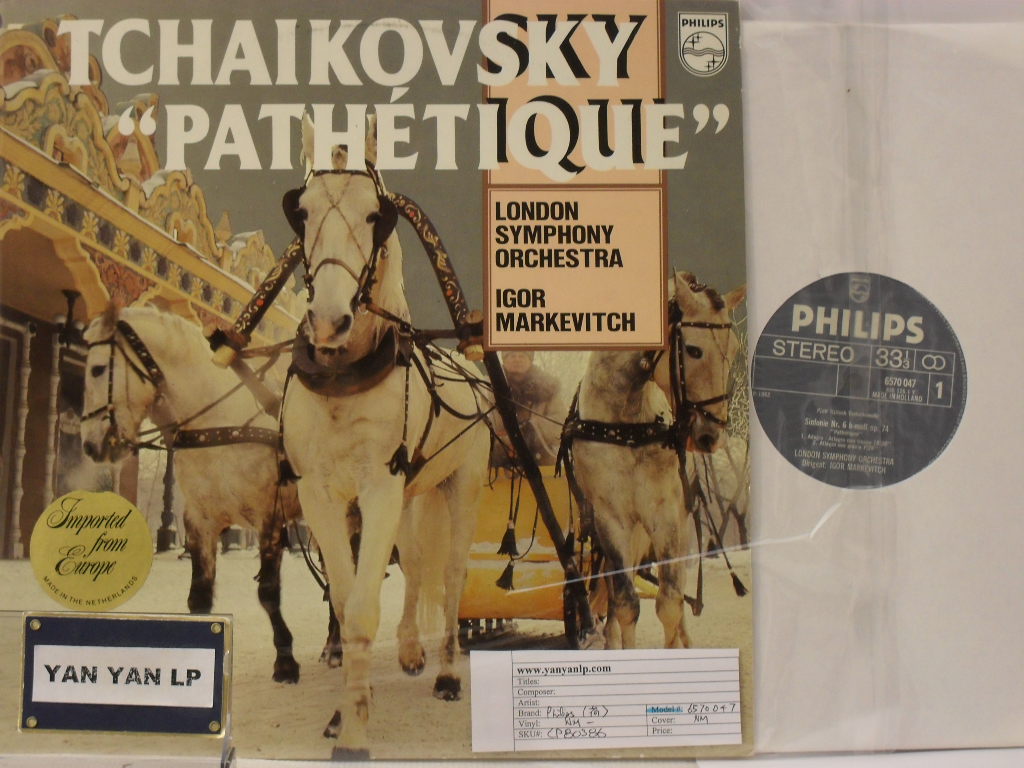 TCHAIKOVSKY
"PATHÉTIQUE"
PHILIPS
LONDON
SYMPHONY
ORCHESTRA
IGOR
MARKEVITCH
PHILIPS
STEREO 33⅓
6570 047
MADE IN HOLLAND
1
Sinfonie Nr. 6 h-moll op. 74
LONDON SYMPHONY ORCHESTRA
Dirigent: IGOR MARKEVITCH
Imported
from
Europe
MADE IN THE NETHERLANDS
YAN YAN LP
www.yanyanlp.com
Titles:
Composer:
Artist:
Brand: Philips (荷) Model #: 6570047
Vinyl: NM - Cover: NM
SKU#: CP80386 Price: